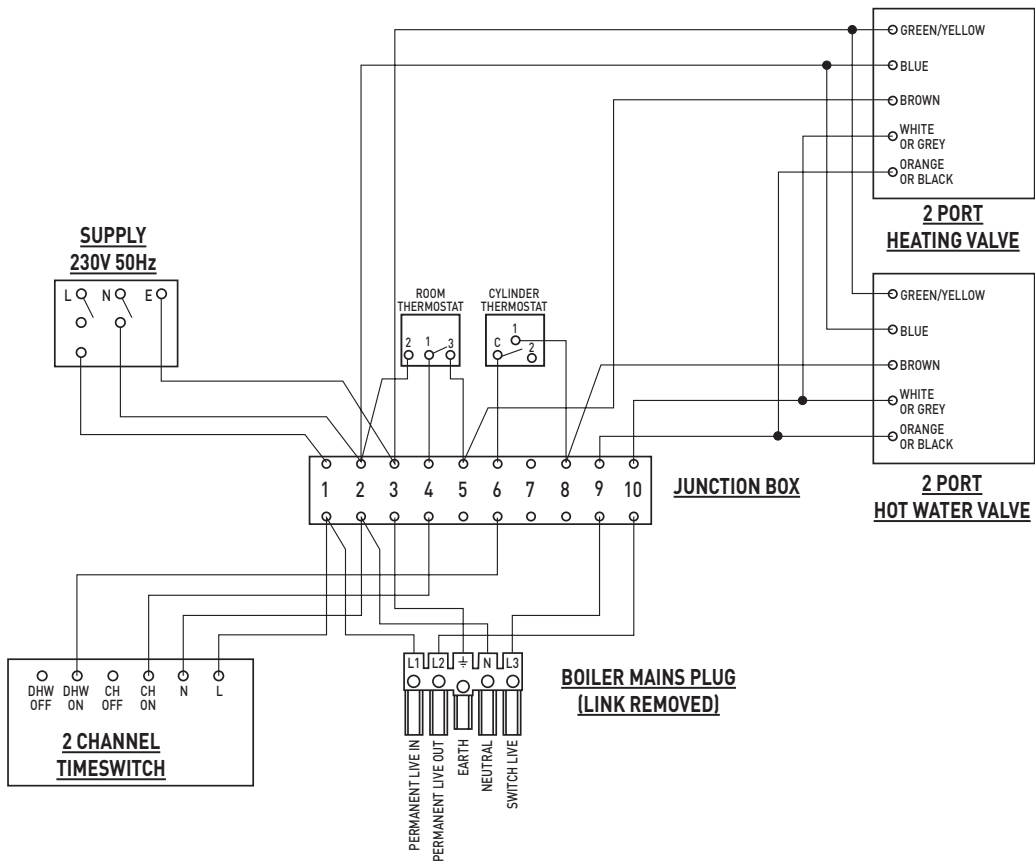 GREEN/YELLOW
BLUE
BROWN
WHITE
OR GREY
ORANGE
OR BLACK
2 PORT
HEATING VALVE
SUPPLY
230V 50Hz
L N E
ROOM
THERMOSTAT
2 1 3
CYLINDER
THERMOSTAT
1
C 2
GREEN/YELLOW
BLUE
BROWN
WHITE
OR GREY
ORANGE
OR BLACK
2 PORT
HOT WATER VALVE
1 2 3 4 5 6 7 8 9 10
JUNCTION BOX
DHW OFF
DHW ON
CH OFF
CH ON
N
L
2 CHANNEL
TIMESWITCH
L1 L2 ⏚ N L3
PERMANENT LIVE IN
PERMANENT LIVE OUT
EARTH
NEUTRAL
SWITCH LIVE
BOILER MAINS PLUG
(LINK REMOVED)